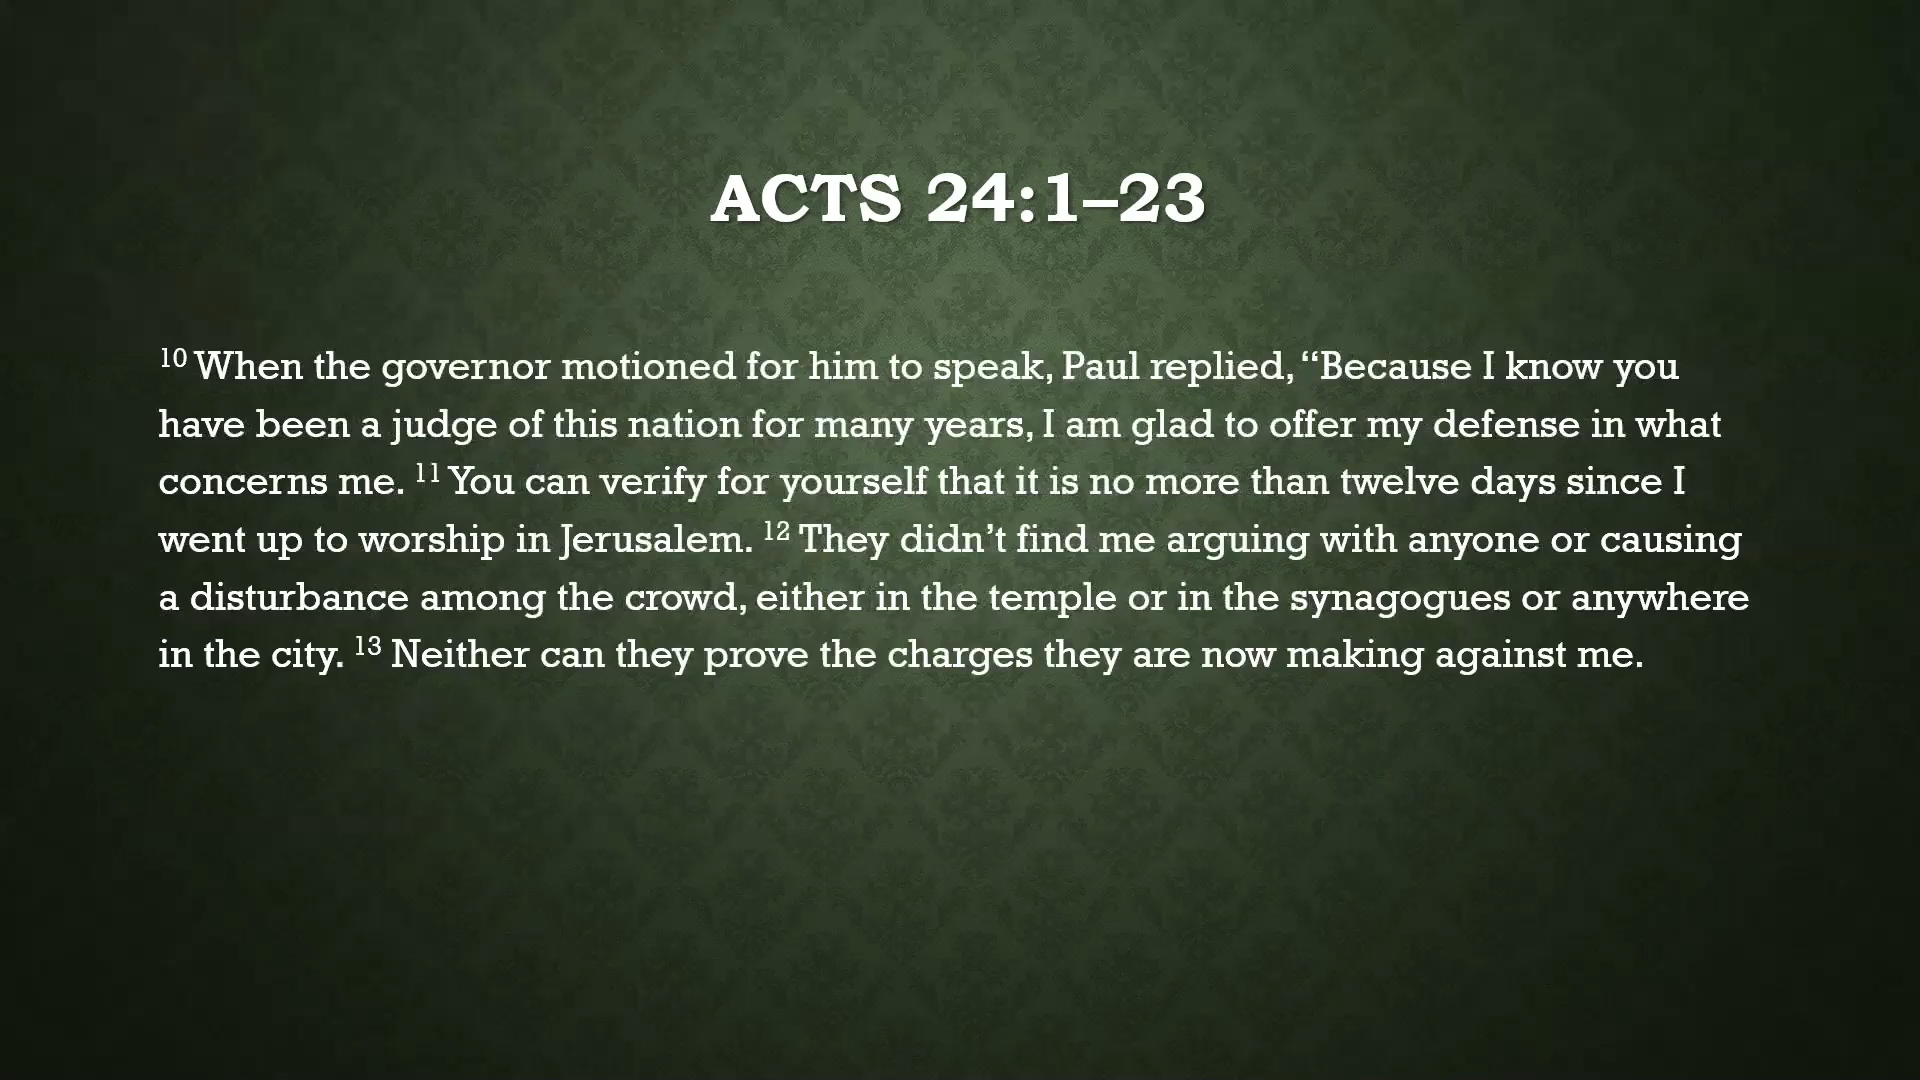 ACTS 24:1–23
10 When the governor motioned for him to speak, Paul replied, “Because I know you
have been a judge of this nation for many years, I am glad to offer my defense in what
concerns me. 11 You can verify for yourself that it is no more than twelve days since I
went up to worship in Jerusalem. 12 They didn’t find me arguing with anyone or causing
a disturbance among the crowd, either in the temple or in the synagogues or anywhere
in the city. 13 Neither can they prove the charges they are now making against me.